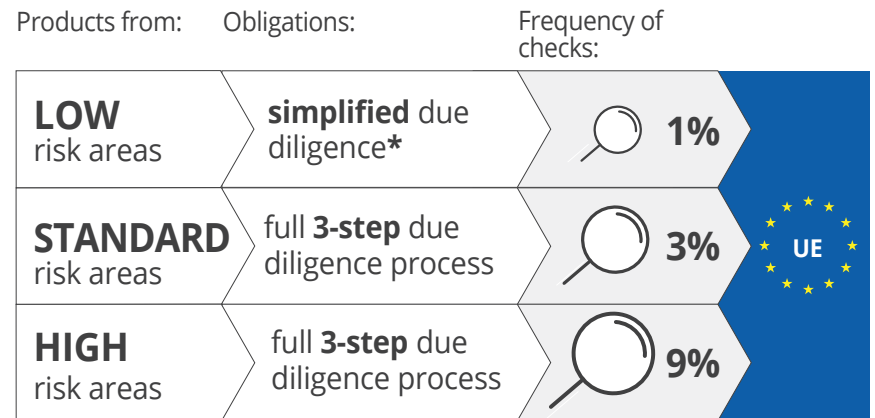 Products from:
Obligations:
Frequency of
checks:
LOW
risk areas
simplified due
diligence*
1%
STANDARD
risk areas
full 3-step due
diligence process
3%
HIGH
risk areas
full 3-step due
diligence process
9%
UE